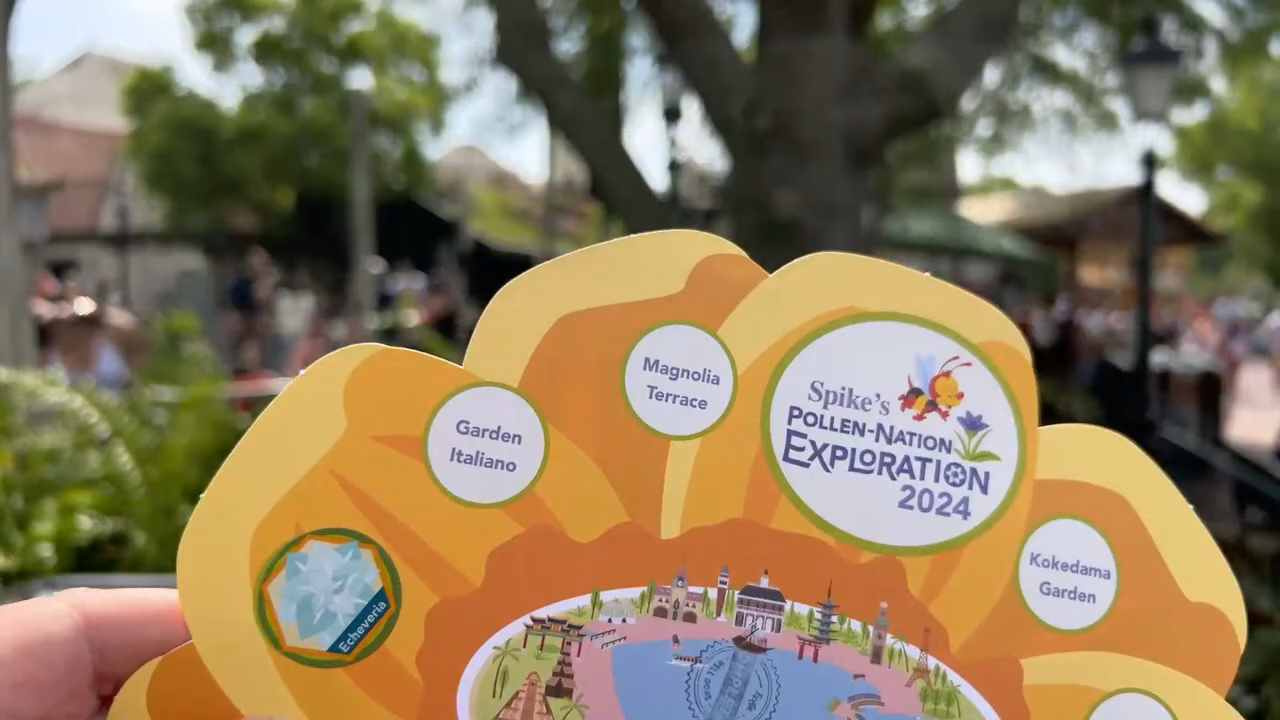 Magnolia
Terrace
Garden
Italiano
Spike's
POLLEN-NATION
EXPLORATION
2024
Kokedama
Garden
Echeveria